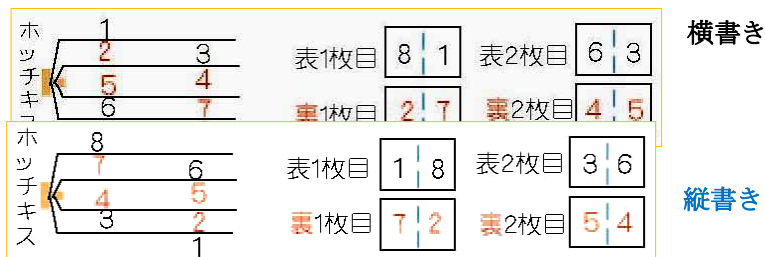 横書き
ホッチキス
1
2 3
5 4
6 7
表1枚目 8 1 表2枚目 6 3
裏1枚目 2 7 裏2枚目 4 5
縦書き
ホッチキス
8
7 6
4 5
3 2
1
表1枚目 1 8 表2枚目 3 6
裏1枚目 7 2 裏2枚目 5 4